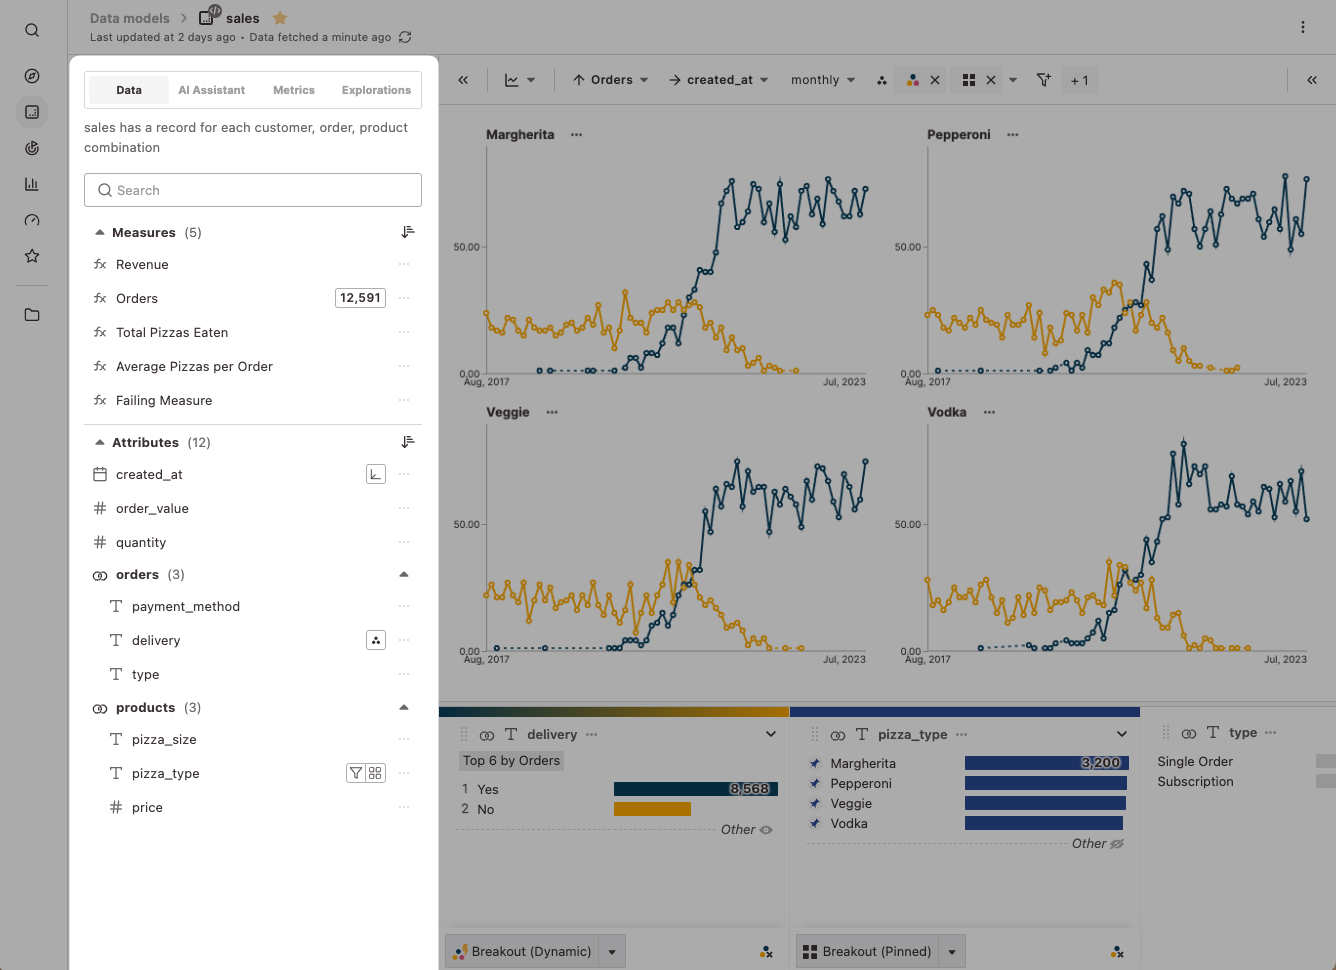 Data models > sales
Last updated at 2 days ago • Data fetched a minute ago
Data AI Assistant Metrics Explorations
sales has a record for each customer, order, product
combination
Search
Measures (5)
fx Revenue
fx Orders 12,591
fx Total Pizzas Eaten
fx Average Pizzas per Order
fx Failing Measure
Attributes (12)
created_at
# order_value
# quantity
orders (3)
T payment_method
T delivery
T type
products (3)
T pizza_size
T pizza_type
# price
Orders created_at monthly + 1
Margherita
50.00
0.00
Aug, 2017 Jul, 2023
Pepperoni
50.00
0.00
Aug, 2017 Jul, 2023
Veggie
50.00
0.00
Aug, 2017 Jul, 2023
Vodka
50.00
0.00
Aug, 2017 Jul, 2023
T delivery
Top 6 by Orders
1 Yes 8,568
2 No
Other
Breakout (Dynamic)
T pizza_type
Margherita 3,200
Pepperoni
Veggie
Vodka
Other
Breakout (Pinned)
T type
Single Order
Subscription